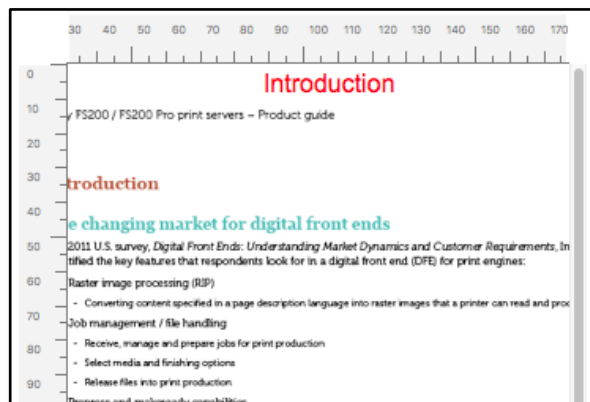 30 40 50 60 70 80 90 100 110 120 130 140 150 160 170
0
Introduction
10
y FS200 / FS200 Pro print servers – Product guide
20
30
troduction
40
e changing market for digital front ends
50
2011 U.S. survey, Digital Front Ends: Understanding Market Dynamics and Customer Requirements, In
tified the key features that respondents look for in a digital front end (DFE) for print engines:
60
Raster image processing (RIP)
- Converting content specified in a page description language into raster images that a printer can read and proc
70
Job management / file handling
80
- Receive, manage and prepare jobs for print production
- Select media and finishing options
90
- Release files into print production
Prepress and makeready capabilities